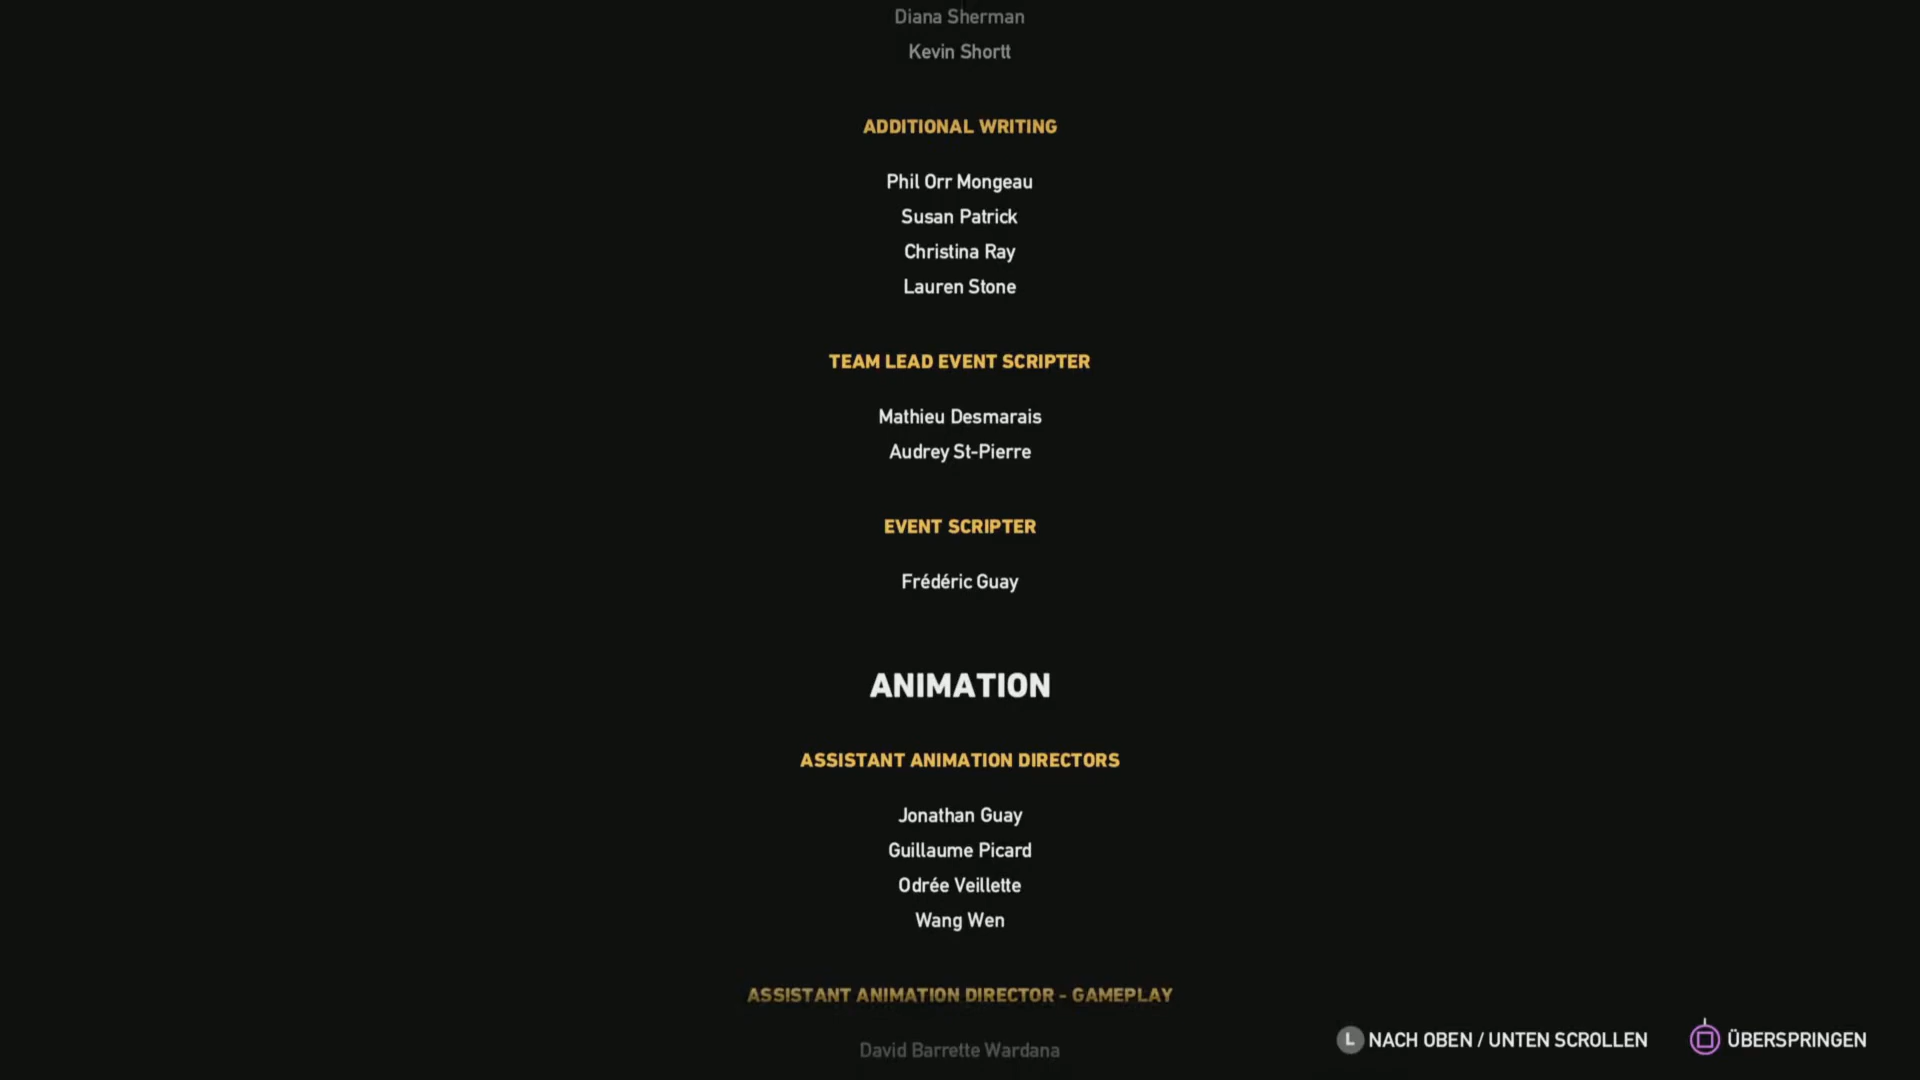 Diana Sherman
Kevin Shortt
ADDITIONAL WRITING
Phil Orr Mongeau
Susan Patrick
Christina Ray
Lauren Stone
TEAM LEAD EVENT SCRIPTER
Mathieu Desmarais
Audrey St-Pierre
EVENT SCRIPTER
Frédéric Guay
ANIMATION
ASSISTANT ANIMATION DIRECTORS
Jonathan Guay
Guillaume Picard
Odrée Veillette
Wang Wen
ASSISTANT ANIMATION DIRECTOR - GAMEPLAY
David Barrette Wardana
L NACH OBEN / UNTEN SCROLLEN ÜBERSPRINGEN